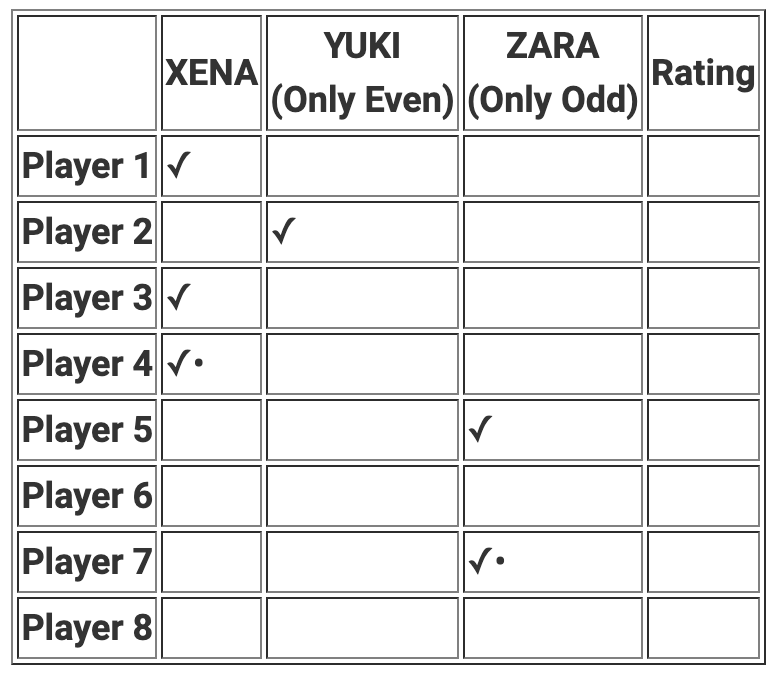 XENA YUKI (Only Even) ZARA (Only Odd) Rating
Player 1 ✓
Player 2 ✓
Player 3 ✓
Player 4 ✓•
Player 5 ✓
Player 6
Player 7 ✓•
Player 8